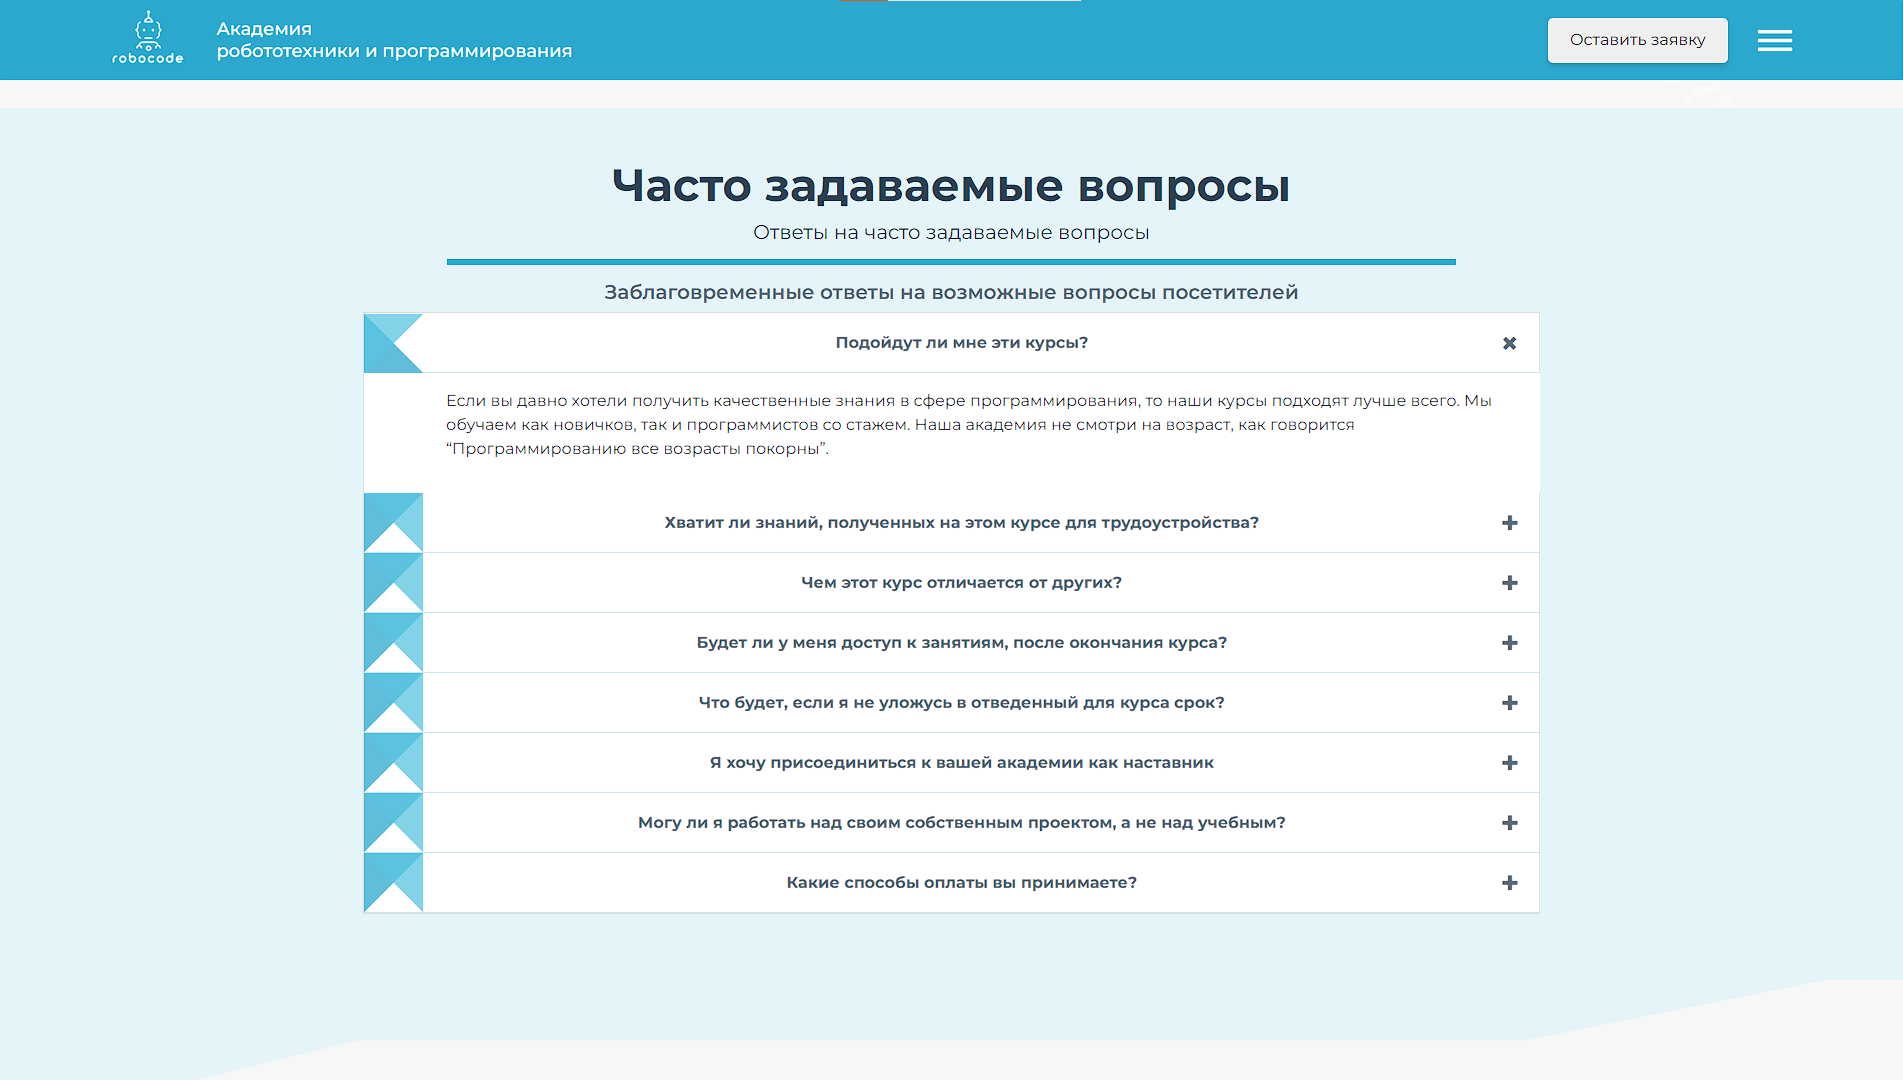 robocode
Академия
робототехники и программирования
Оставить заявку
Часто задаваемые вопросы
Ответы на часто задаваемые вопросы
Заблаговременные ответы на возможные вопросы посетителей
Подойдут ли мне эти курсы?
Если вы давно хотели получить качественные знания в сфере программирования, то наши курсы подходят лучше всего. Мы
обучаем как новичков, так и программистов со стажем. Наша академия не смотри на возраст, как говорится
“Программированию все возрасты покорны”.
Хватит ли знаний, полученных на этом курсе для трудоустройства?
Чем этот курс отличается от других?
Будет ли у меня доступ к занятиям, после окончания курса?
Что будет, если я не уложусь в отведенный для курса срок?
Я хочу присоединиться к вашей академии как наставник
Могу ли я работать над своим собственным проектом, а не над учебным?
Какие способы оплаты вы принимаете?